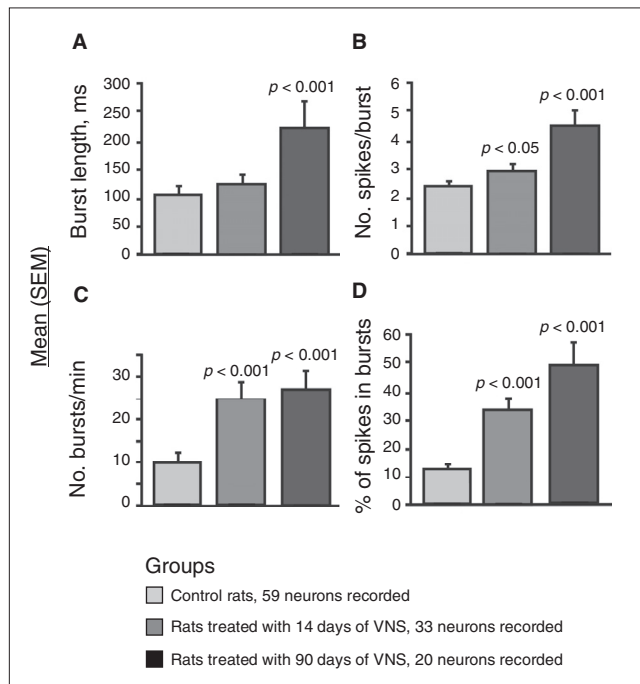 A
Burst length, ms
300
250
200
150
100
50
0
p < 0.001
B
No. spikes/burst
6
5
4
3
2
1
0
p < 0.05
p < 0.001
Mean (SEM)
C
No. bursts/min
30
20
10
0
p < 0.001
p < 0.001
D
% of spikes in bursts
60
50
40
30
20
10
0
p < 0.001
p < 0.001
Groups
Control rats, 59 neurons recorded
Rats treated with 14 days of VNS, 33 neurons recorded
Rats treated with 90 days of VNS, 20 neurons recorded